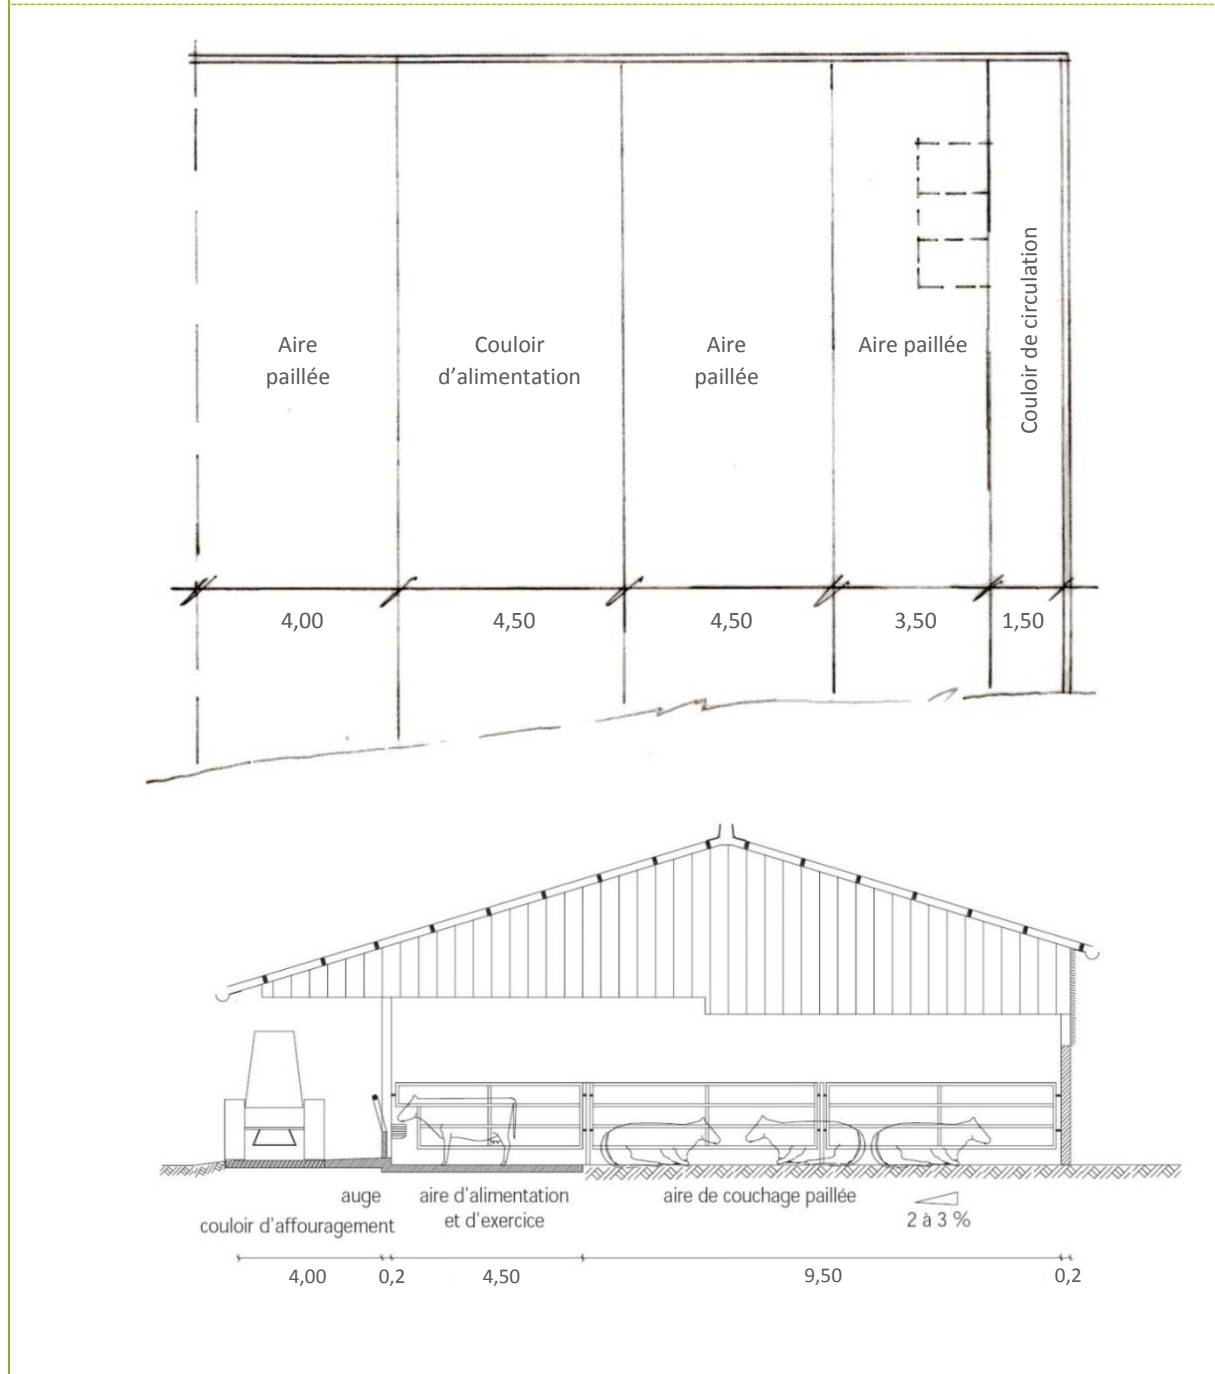 Aire
paillée
Couloir
d’alimentation
Aire
paillée
Aire paillée
Couloir de circulation
4,00
4,50
4,50
3,50
1,50
auge
couloir d'affouragement
aire d'alimentation
et d'exercice
aire de couchage paillée
2 à 3 %
4,00
0,2
4,50
9,50
0,2